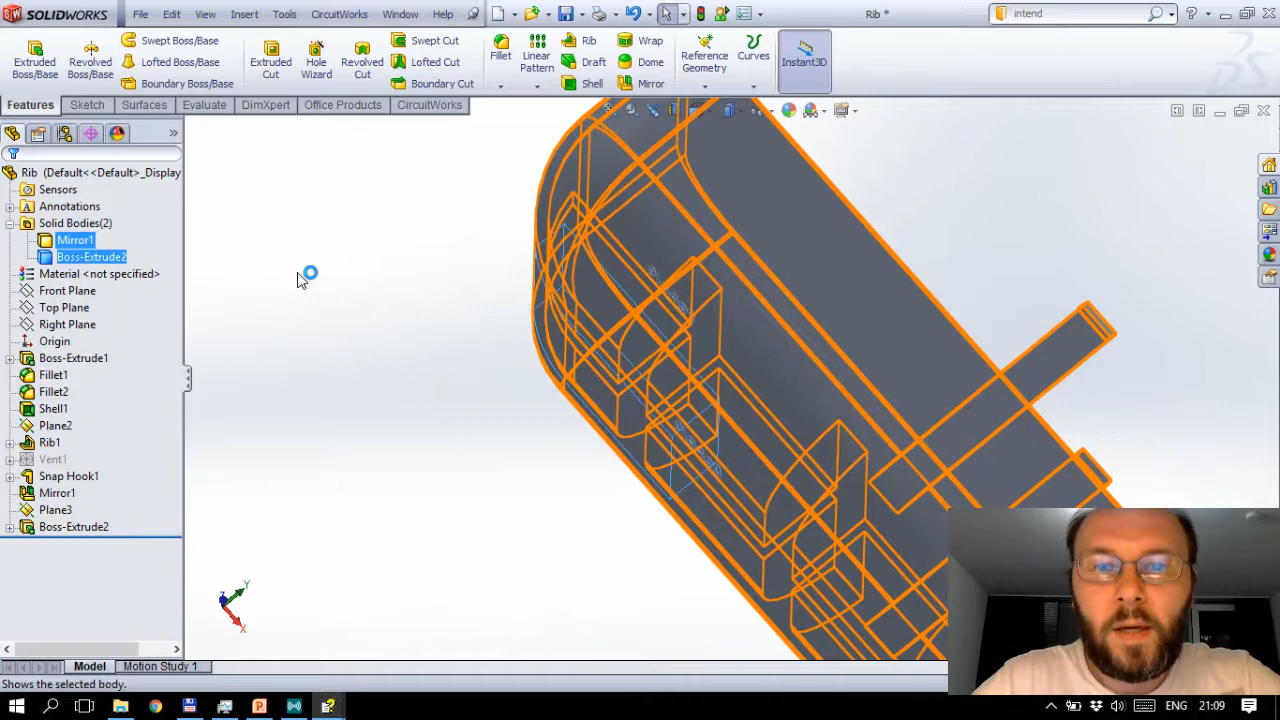 SOLIDWORKS File Edit View Insert Tools CircuitWorks Window Help Rib * intend
Extruded Boss/Base
Revolved Boss/Base
Swept Boss/Base
Lofted Boss/Base
Boundary Boss/Base
Extruded Cut
Hole Wizard
Revolved Cut
Swept Cut
Lofted Cut
Boundary Cut
Fillet
Linear Pattern
Rib
Draft
Shell
Wrap
Dome
Mirror
Reference Geometry
Curves
Instant3D
Features Sketch Surfaces Evaluate DimXpert Office Products CircuitWorks
Rib (Default<<Default>_Display
Sensors
Annotations
Solid Bodies(2)
Mirror1
Boss-Extrude2
Material <not specified>
Front Plane
Top Plane
Right Plane
Origin
Boss-Extrude1
Fillet1
Fillet2
Shell1
Plane2
Rib1
Vent1
Snap Hook1
Mirror1
Plane3
Boss-Extrude2
Z Y
X
Model Motion Study 1
Shows the selected body.
ENG 21:09